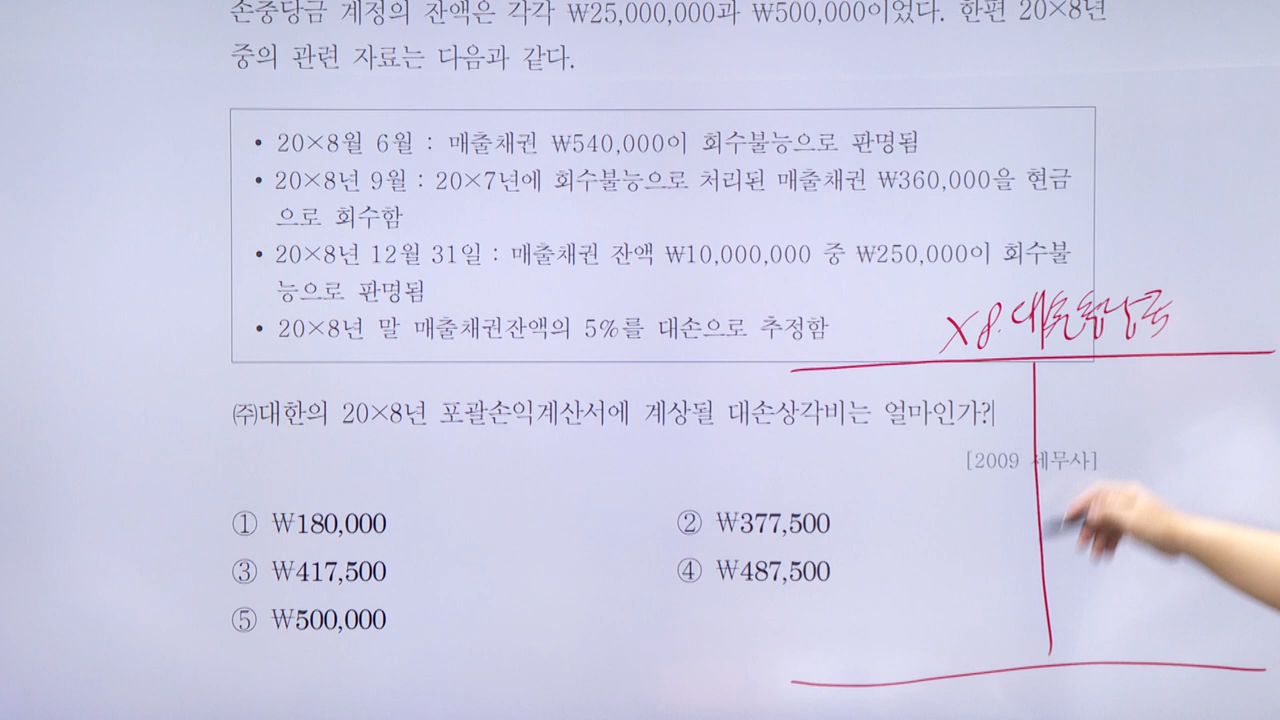 손충당금 계정의 잔액은 각각 ₩25,000,000과 ₩500,000이었다. 한편 20×8년
중의 관련 자료는 다음과 같다.
• 20×8월 6월 : 매출채권 ₩540,000이 회수불능으로 판명됨
• 20×8년 9월 : 20×7년에 회수불능으로 처리된 매출채권 ₩360,000을 현금
으로 회수함
• 20×8년 12월 31일 : 매출채권 잔액 ₩10,000,000 중 ₩250,000이 회수불
능으로 판명됨
• 20×8년 말 매출채권잔액의 5%를 대손으로 추정함
X8. 대손충당금
㈜대한의 20×8년 포괄손익계산서에 계상될 대손상각비는 얼마인가?
[2009 세무사]
① ₩180,000 ② ₩377,500
③ ₩417,500 ④ ₩487,500
⑤ ₩500,000